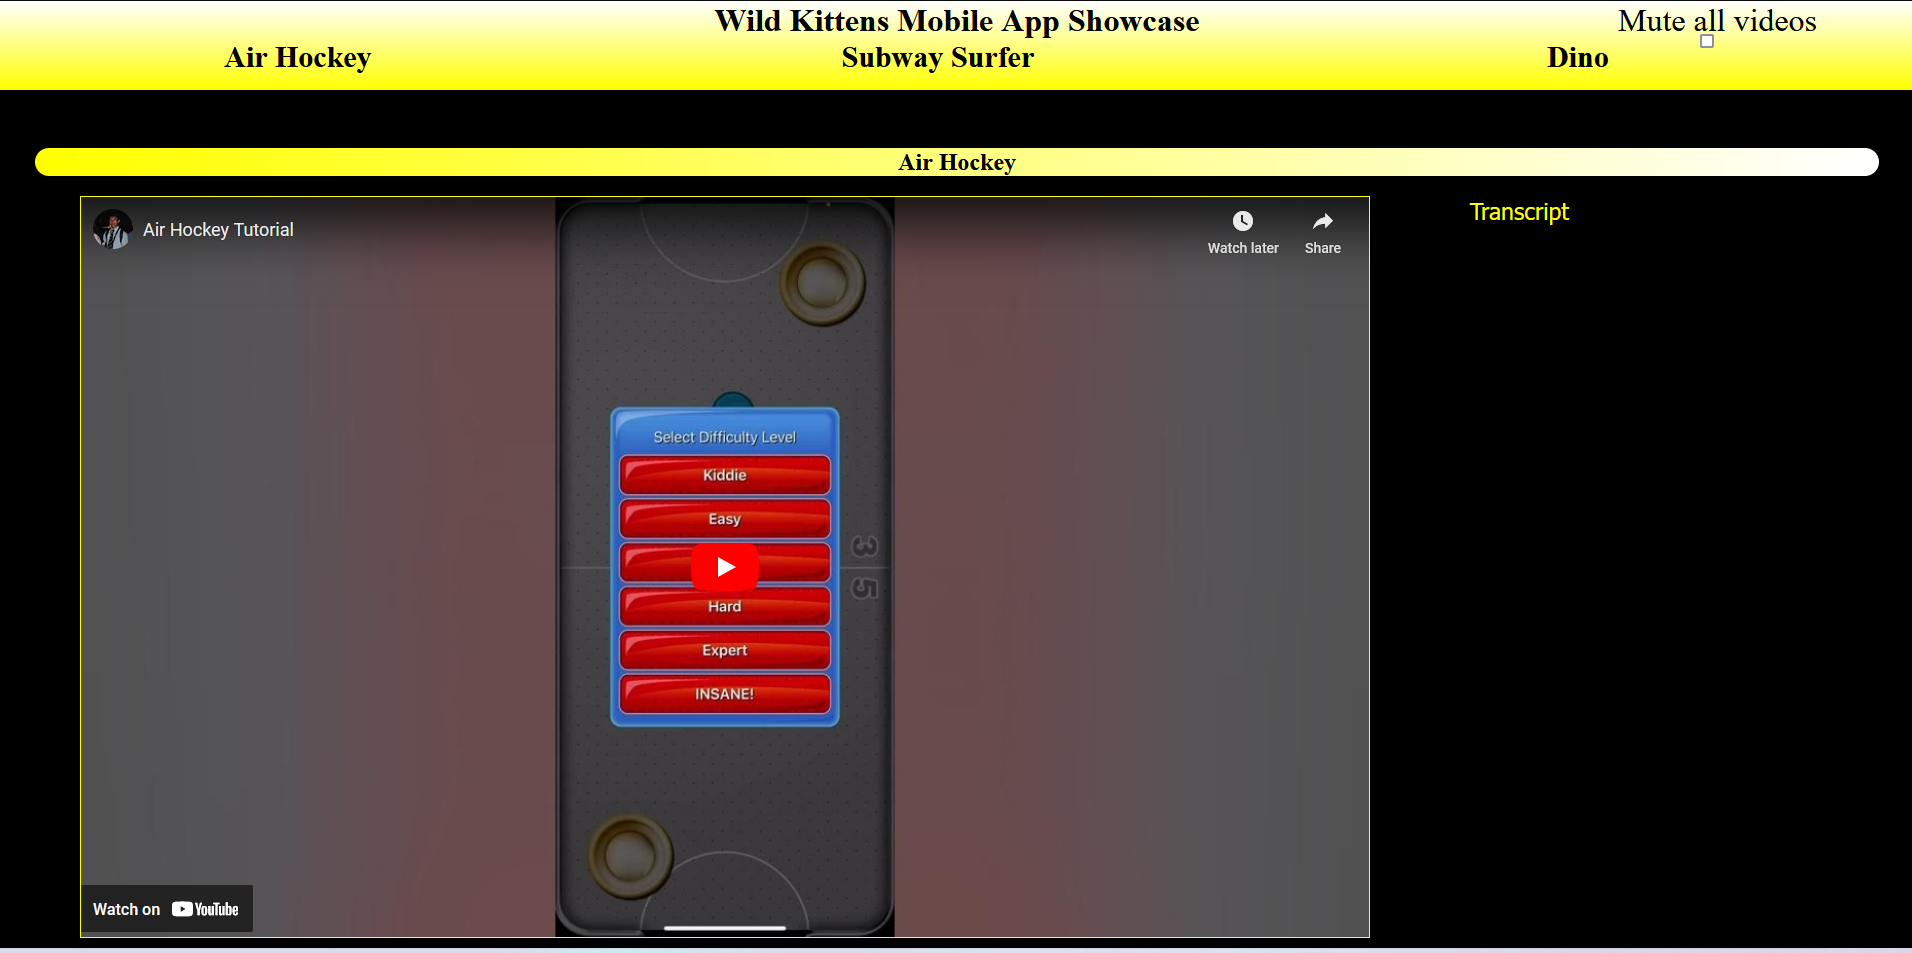 Wild Kittens Mobile App Showcase
Mute all videos
Air Hockey
Subway Surfer
Dino
Air Hockey
Air Hockey Tutorial
Watch later
Share
Transcript
Select Difficulty Level
Kiddie
Easy
3
5
Hard
Expert
INSANE!
Watch on YouTube